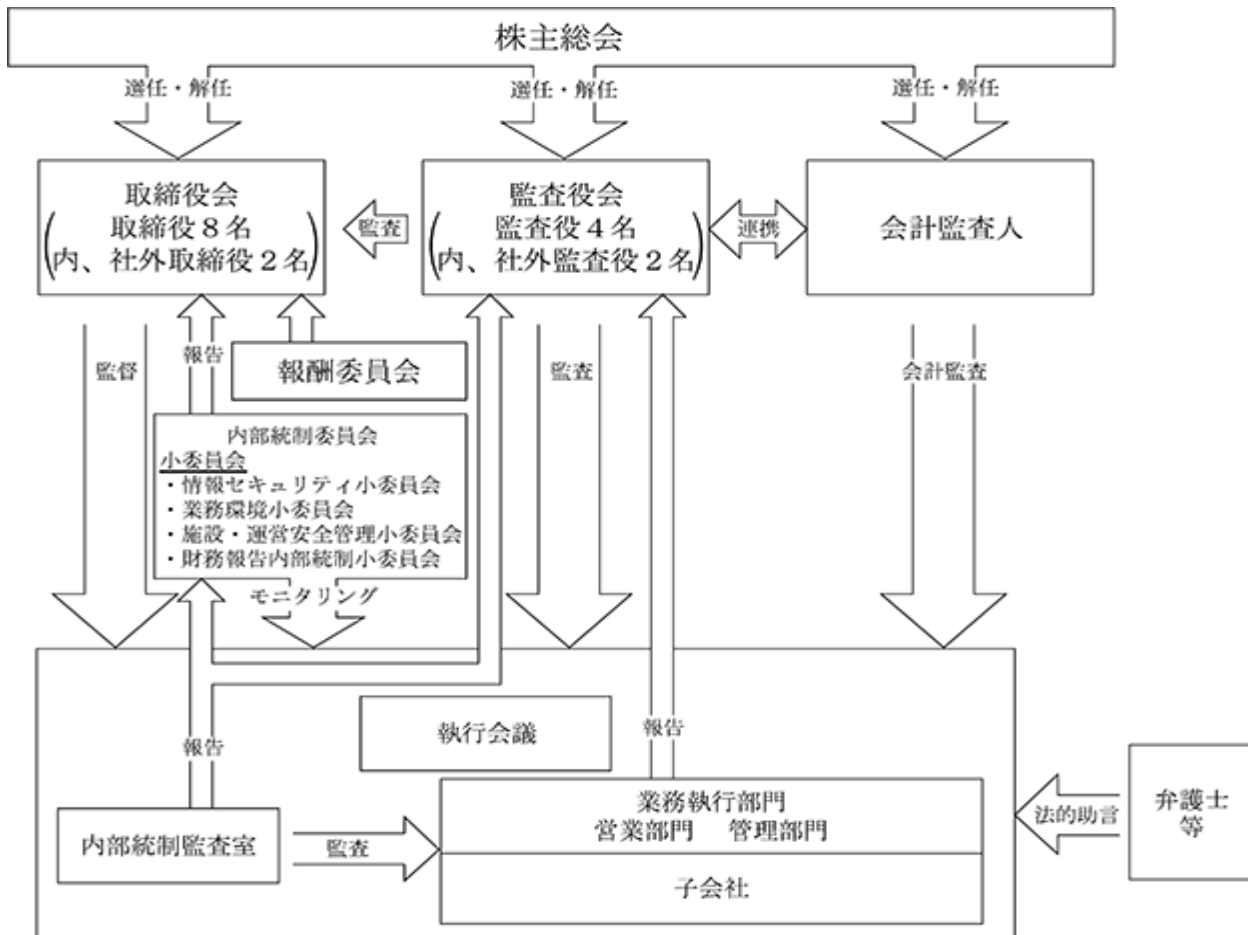 株主総会
選任・解任
選任・解任
選任・解任
取締役会
取締役8名
(内、社外取締役2名)
監査
監査役会
監査役4名
(内、社外監査役2名)
連携
会計監査人
監督
報告
報酬委員会
監査
会計監査
内部統制委員会
小委員会
・情報セキュリティ小委員会
・業務環境小委員会
・施設・運営安全管理小委員会
・財務報告内部統制小委員会
モニタリング
執行会議
報告
報告
業務執行部門
営業部門 管理部門
子会社
内部統制監査室
監査
法的助言
弁護士
等